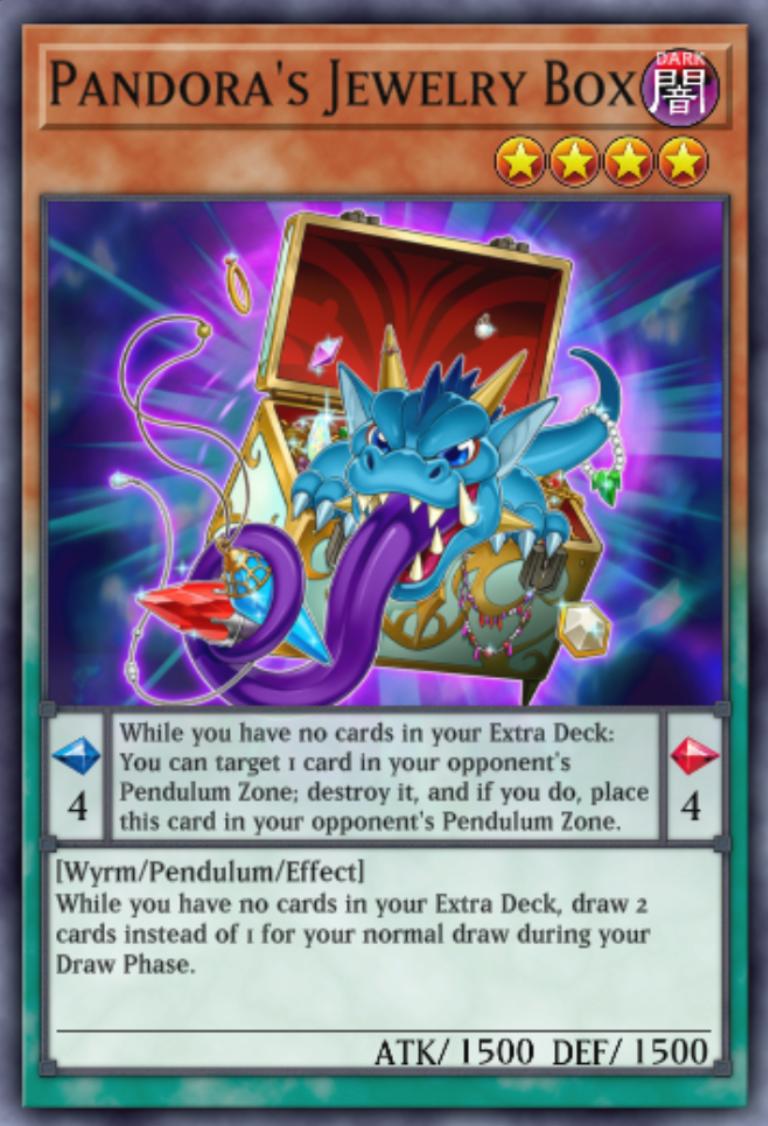 PANDORA'S JEWELRY BOX
DARK
闇
While you have no cards in your Extra Deck:
You can target 1 card in your opponent's
Pendulum Zone; destroy it, and if you do, place
this card in your opponent's Pendulum Zone.
4
4
[Wyrm/Pendulum/Effect]
While you have no cards in your Extra Deck, draw 2
cards instead of 1 for your normal draw during your
Draw Phase.
ATK/ 1500 DEF/ 1500